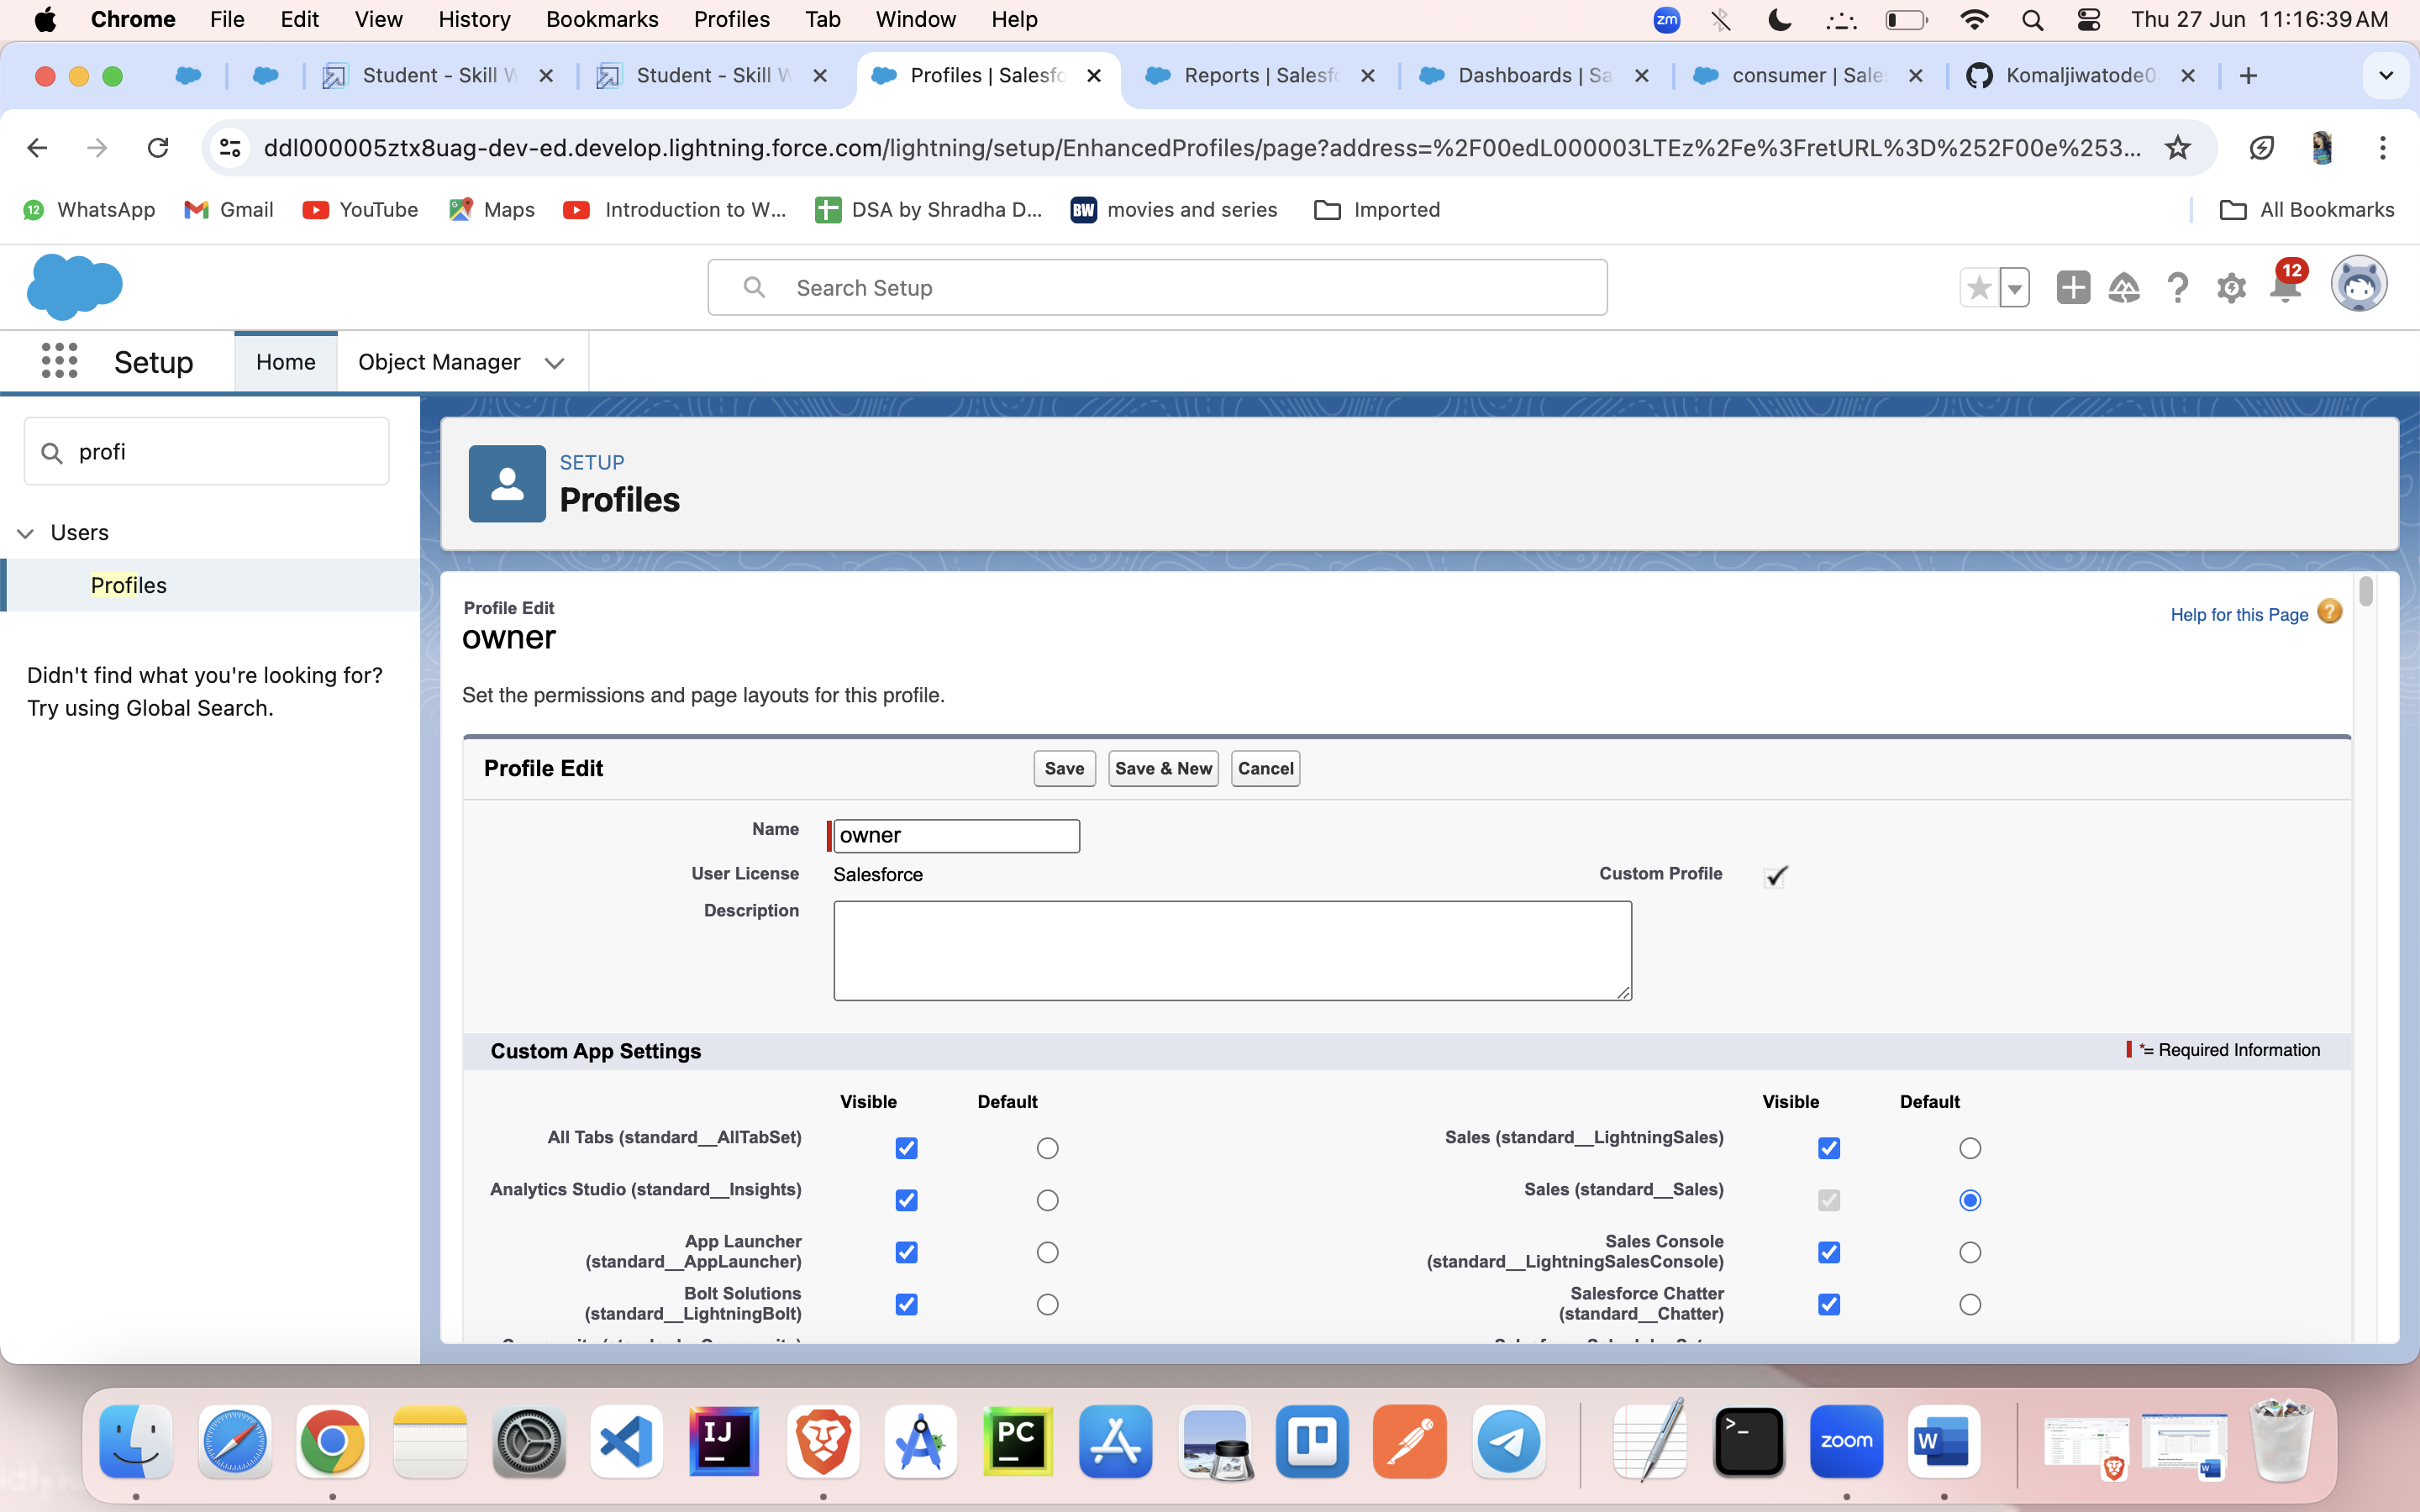 Chrome File Edit View History Bookmarks Profiles Tab Window Help
zm
Thu 27 Jun 11:16:39 AM
Student - Skill W
Student - Skill W
Profiles | Salesfo
Reports | Salesfo
Dashboards | Sa
consumer | Sale
Komaljiwatode0
ddl000005ztx8uag-dev-ed.develop.lightning.force.com/lightning/setup/EnhancedProfiles/page?address=%2F00edL000003LTEz%2Fe%3FretURL%3D%252F00e%253...
12 WhatsApp
Gmail
YouTube
Maps
Introduction to W...
DSA by Shradha D...
BW movies and series
Imported
All Bookmarks
Search Setup
12
Setup
Home
Object Manager
profi
Users
Profiles
Didn't find what you're looking for?
Try using Global Search.
SETUP
Profiles
Profile Edit
owner
Help for this Page ?
Set the permissions and page layouts for this profile.
Profile Edit
Save
Save & New
Cancel
Name owner
User License Salesforce
Custom Profile
Description
Custom App Settings
*= Required Information
Visible Default
Visible Default
All Tabs (standard__AllTabSet)
Sales (standard__LightningSales)
Analytics Studio (standard__Insights)
Sales (standard__Sales)
App Launcher
(standard__AppLauncher)
Sales Console
(standard__LightningSalesConsole)
Bolt Solutions
(standard__LightningBolt)
Salesforce Chatter
(standard__Chatter)
IJ
PC
zoom
W